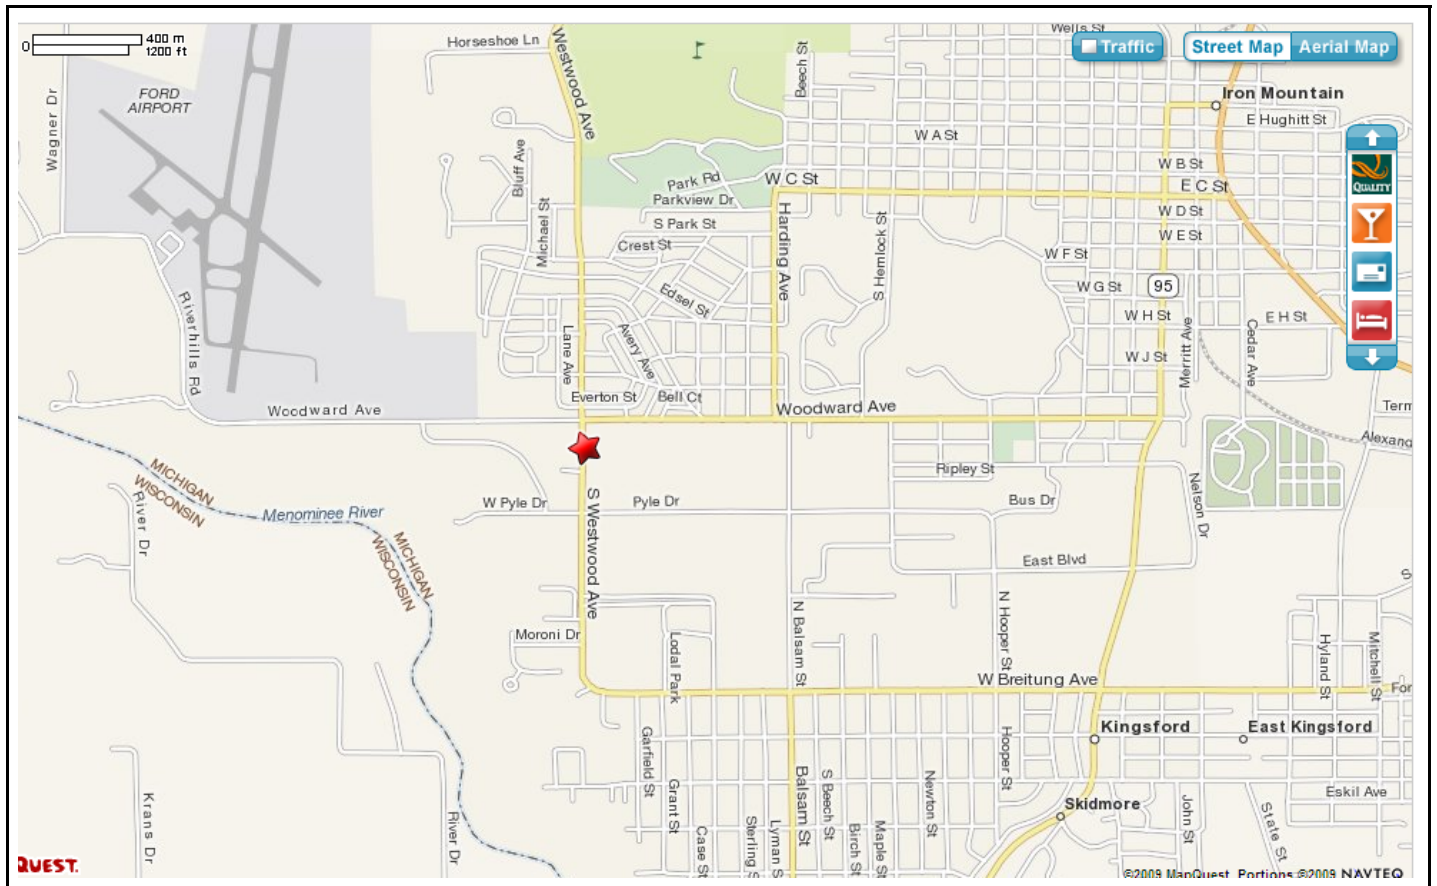 0
400 m
1200 ft
Horseshoe Ln
Westwood Ave
Beech St
Wells St
Traffic
Street Map
Aerial Map
FORD
AIRPORT
Wagner Dr
Iron Mountain
E Hughitt St
W A St
Bluff Ave
W B St
QUALITY
Park Rd
W C St
E C St
Parkview Dr
Michael St
S Park St
Harding Ave
S Hemlock St
W D St
Crest St
W E St
W F St
Edsel St
W G St
95
Riverhills Rd
W H St
E H St
Lane Ave
Avery Ave
Merritt Ave
Cedar Ave
W J St
Everton St
Bell Ct
Woodward Ave
Woodward Ave
Term
Alexand
MICHIGAN
WISCONSIN
Ripley St
River Dr
Menominee River
W Pyle Dr
S Westwood Ave
Pyle Dr
Bus Dr
Nelson Dr
MICHIGAN
WISCONSIN
East Blvd
S
N Balsam St
N Hooper St
Moroni Dr
Lodal Park
Hyland St
Mitchell St
W Breitung Ave
For
Garfield St
Hooper St
Kingsford
East Kingsford
Grant St
Balsam St
S Beech St
Newton St
Eskil Ave
Krans Dr
River Dr
Case St
Sterling S
Lyman S
Birch St
Maple St
Skidmore
John St
State St
QUEST.
©2009 MapQuest Portions ©2009 NAVTEQ